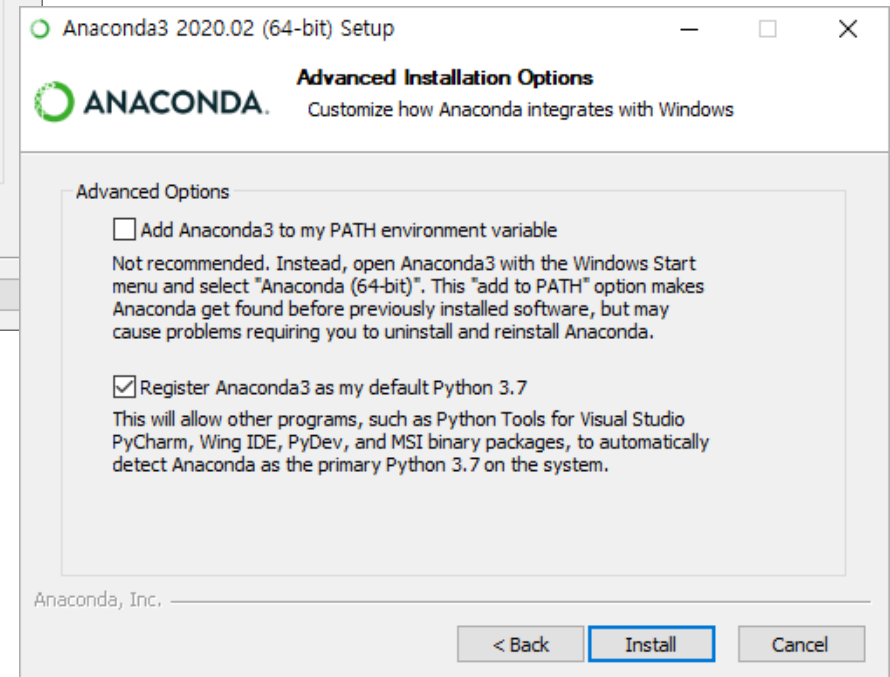 Anaconda3 2020.02 (64-bit) Setup
ANACONDA.
Advanced Installation Options
Customize how Anaconda integrates with Windows
Advanced Options
Add Anaconda3 to my PATH environment variable
Not recommended. Instead, open Anaconda3 with the Windows Start
menu and select "Anaconda (64-bit)". This "add to PATH" option makes
Anaconda get found before previously installed software, but may
cause problems requiring you to uninstall and reinstall Anaconda.
Register Anaconda3 as my default Python 3.7
This will allow other programs, such as Python Tools for Visual Studio
PyCharm, Wing IDE, PyDev, and MSI binary packages, to automatically
detect Anaconda as the primary Python 3.7 on the system.
Anaconda, Inc.
< Back
Install
Cancel